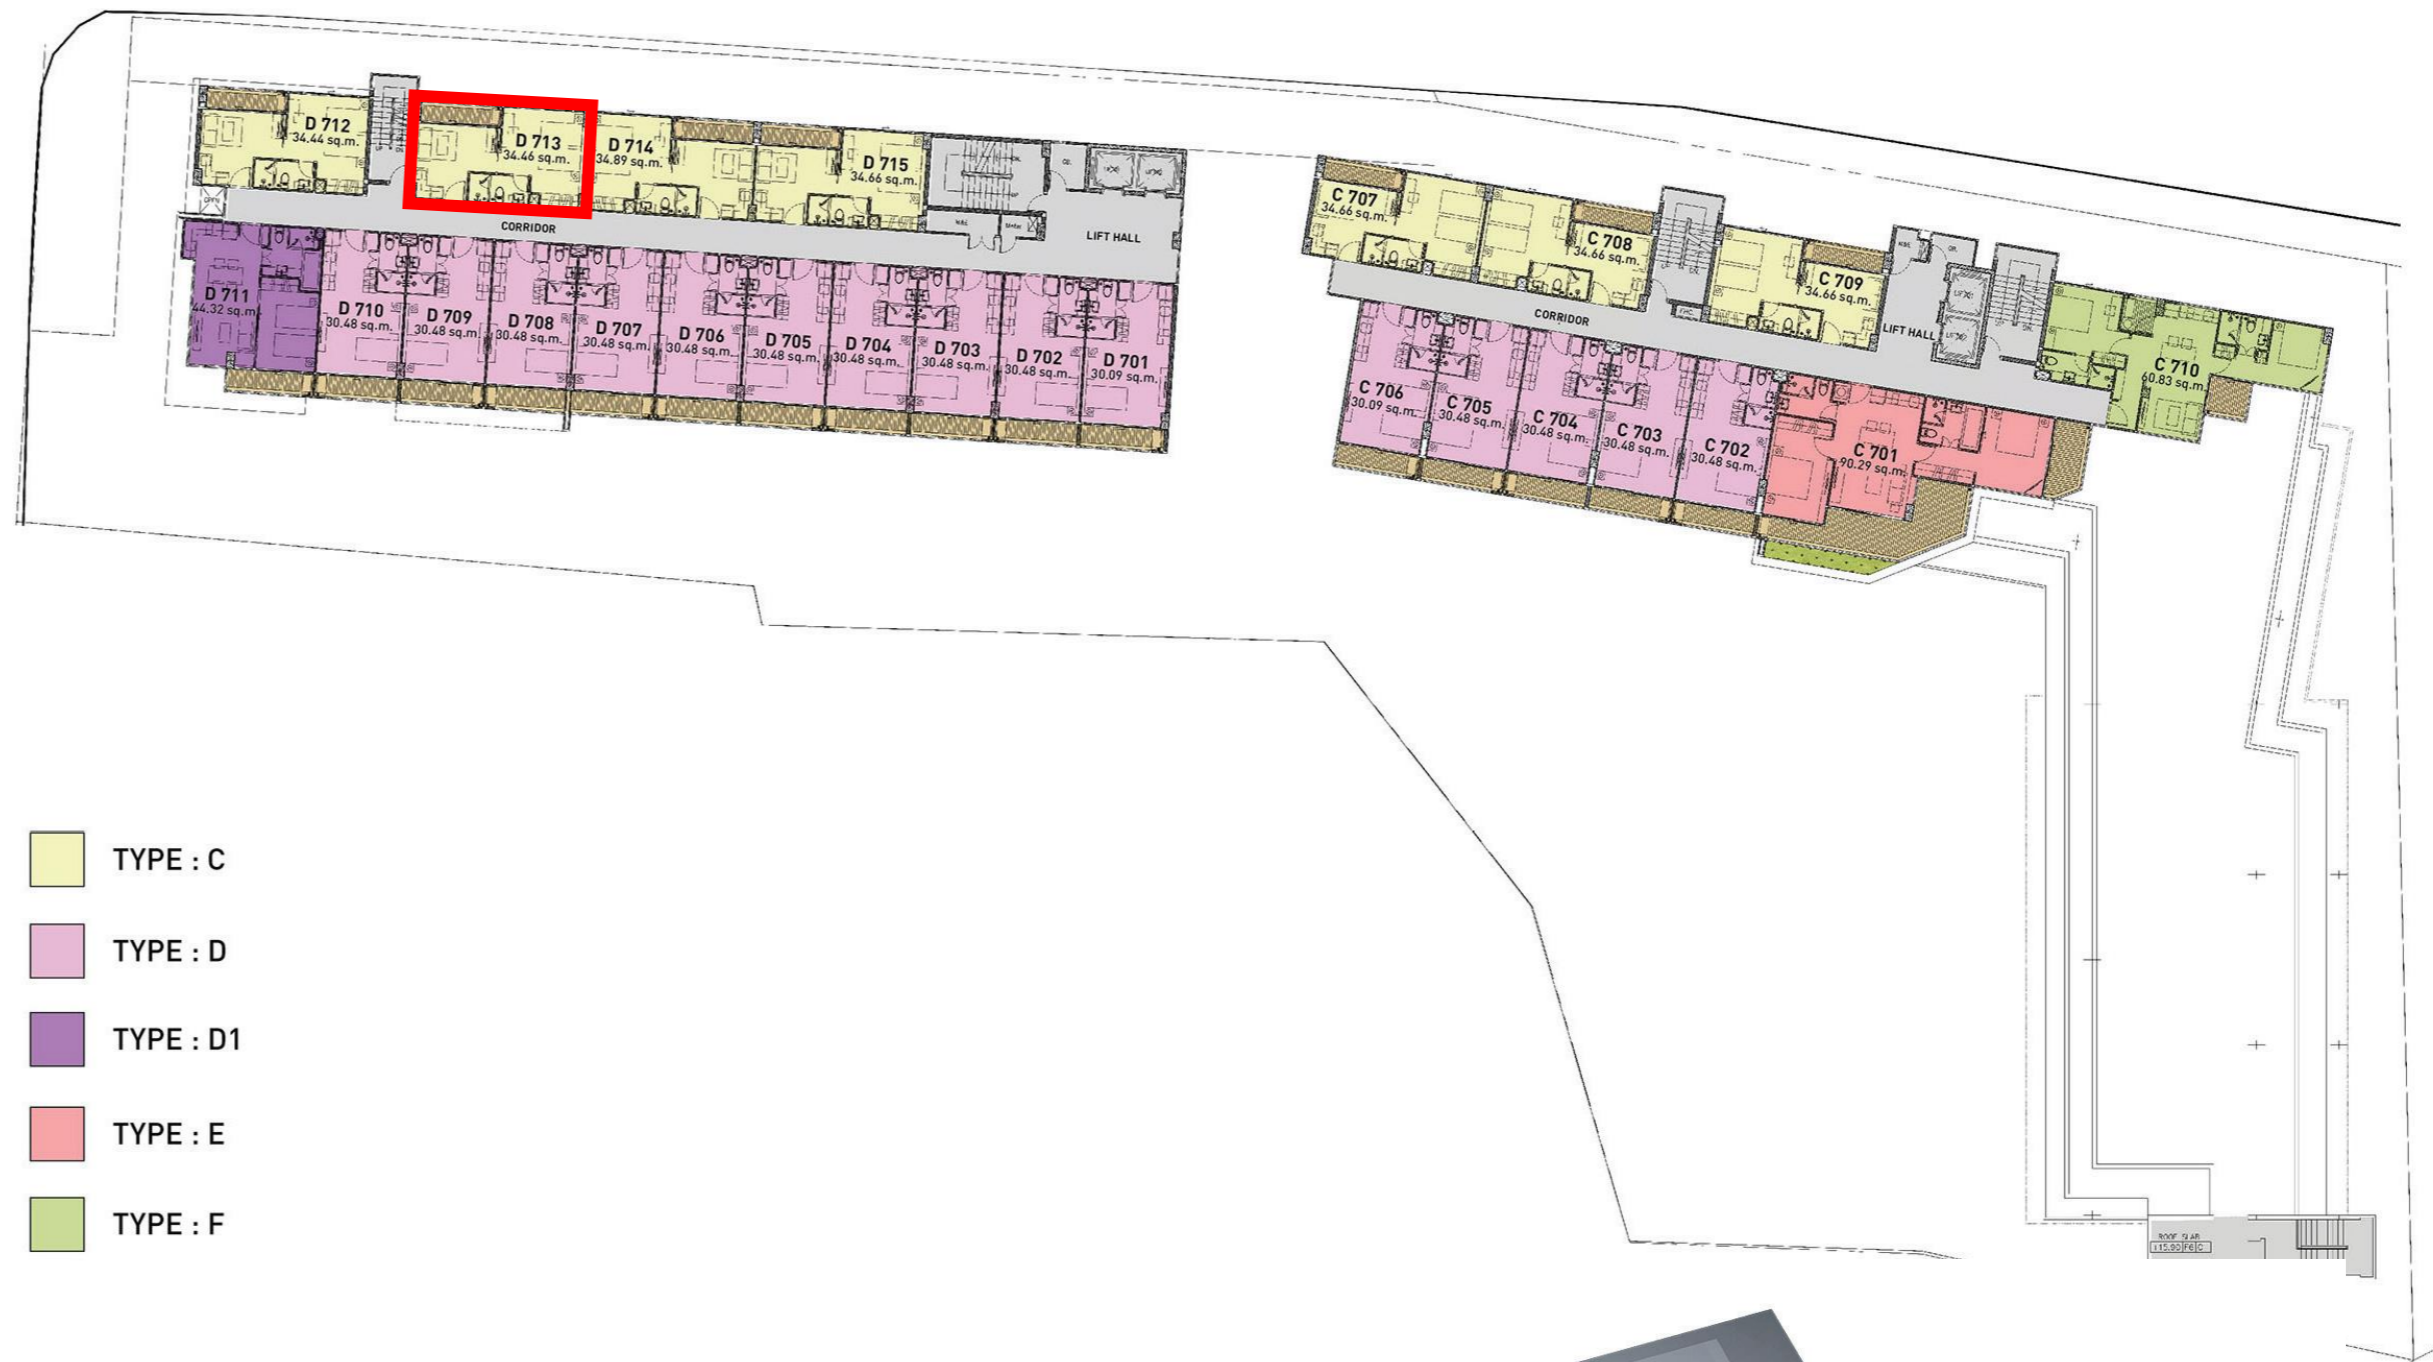 D 712
34.44 sq.m.
D 713
34.46 sq.m.
D 714
34.89 sq.m.
D 715
34.66 sq.m.
CORRIDOR
LIFT HALL
D 711
44.32 sq.m.
D 710
30.48 sq.m.
D 709
30.48 sq.m.
D 708
30.48 sq.m.
D 707
30.48 sq.m.
D 706
30.48 sq.m.
D 705
30.48 sq.m.
D 704
30.48 sq.m.
D 703
30.48 sq.m.
D 702
30.48 sq.m.
D 701
30.09 sq.m.
C 707
34.66 sq.m.
C 708
34.66 sq.m.
C 709
34.66 sq.m.
CORRIDOR
LIFT HALL
C 710
60.83 sq.m.
C 706
30.09 sq.m.
C 705
30.48 sq.m.
C 704
30.48 sq.m.
C 703
30.48 sq.m.
C 702
30.48 sq.m.
C 701
90.29 sq.m.
TYPE : C
TYPE : D
TYPE : D1
TYPE : E
TYPE : F
ROOF SLAB